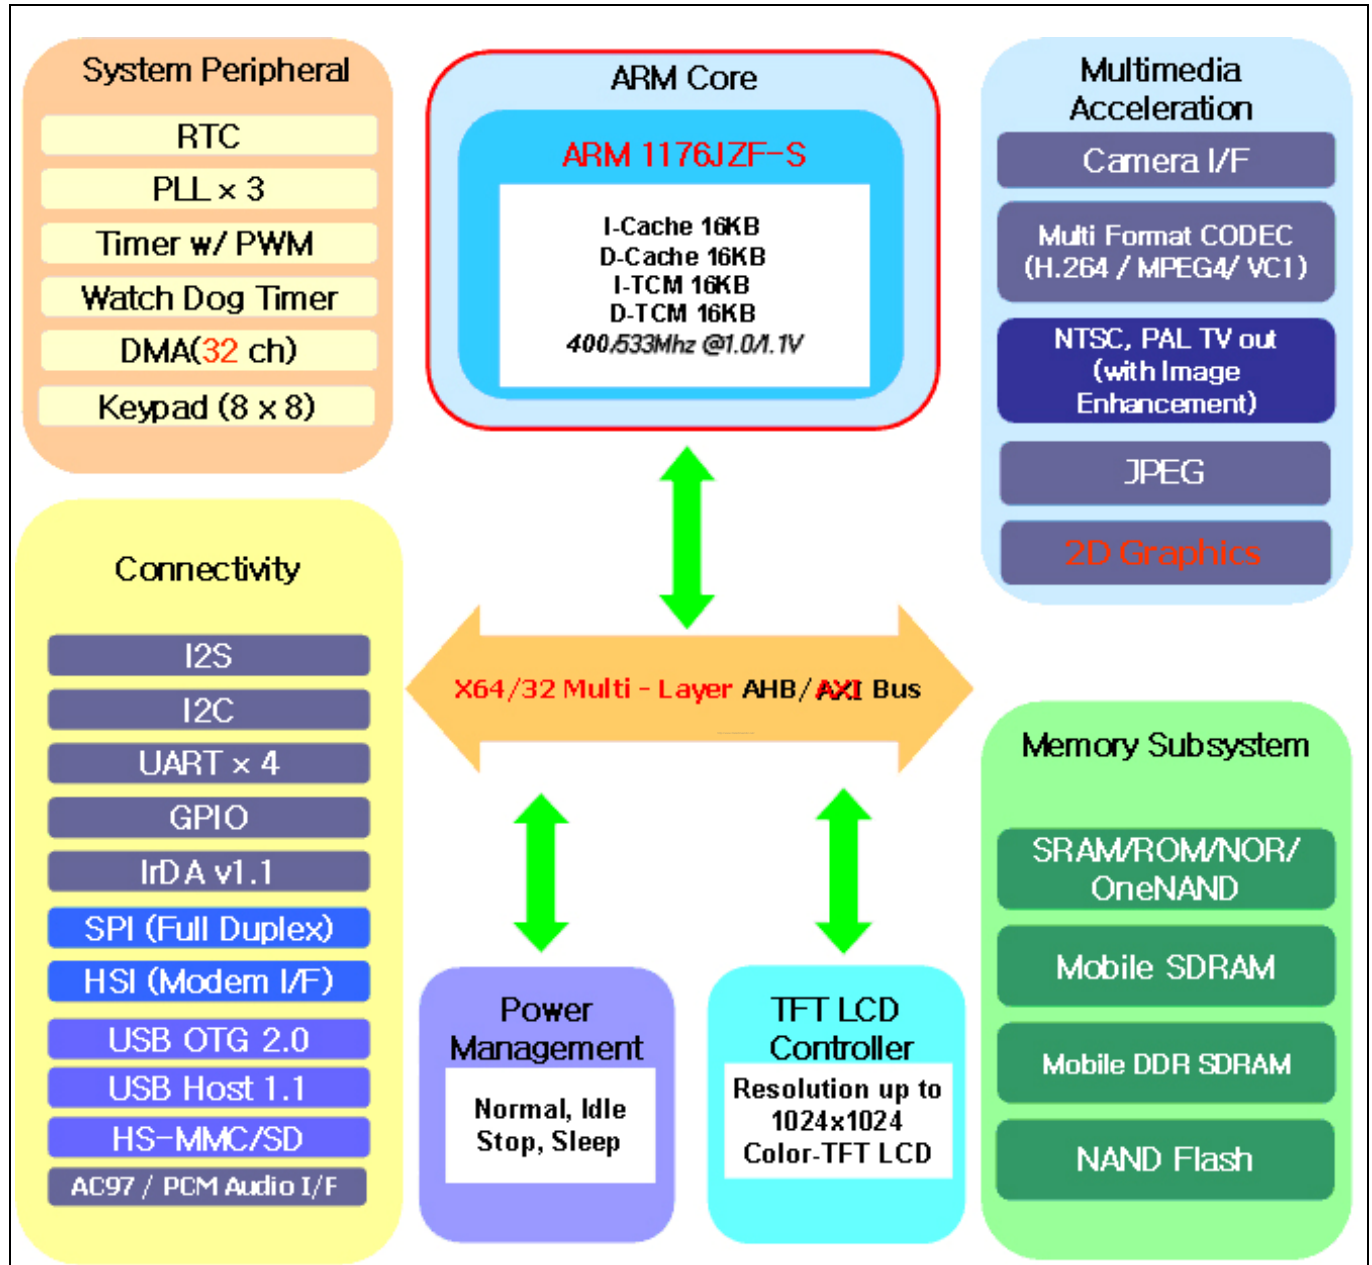 System Peripheral
RTC
PLL × 3
Timer w/ PWM
Watch Dog Timer
DMA(32 ch)
Keypad (8 x 8)
ARM Core
ARM 1176JZF-S
I-Cache 16KB
D-Cache 16KB
I-TCM 16KB
D-TCM 16KB
400/533Mhz @1.0/1.1V
Multimedia
Acceleration
Camera I/F
Multi Format CODEC
(H.264 / MPEG4/ VC1)
NTSC, PAL TV out
(with Image
Enhancement)
JPEG
2D Graphics
Connectivity
I2S
I2C
UART × 4
GPIO
IrDA v1.1
SPI (Full Duplex)
HSI (Modem I/F)
USB OTG 2.0
USB Host 1.1
HS-MMC/SD
AC97 / PCM Audio I/F
X64/32 Multi - Layer AHB/AXI Bus
Power
Management
Normal, Idle
Stop, Sleep
TFT LCD
Controller
Resolution up to
1024x1024
Color-TFT LCD
Memory Subsystem
SRAM/ROM/NOR/
OneNAND
Mobile SDRAM
Mobile DDR SDRAM
NAND Flash